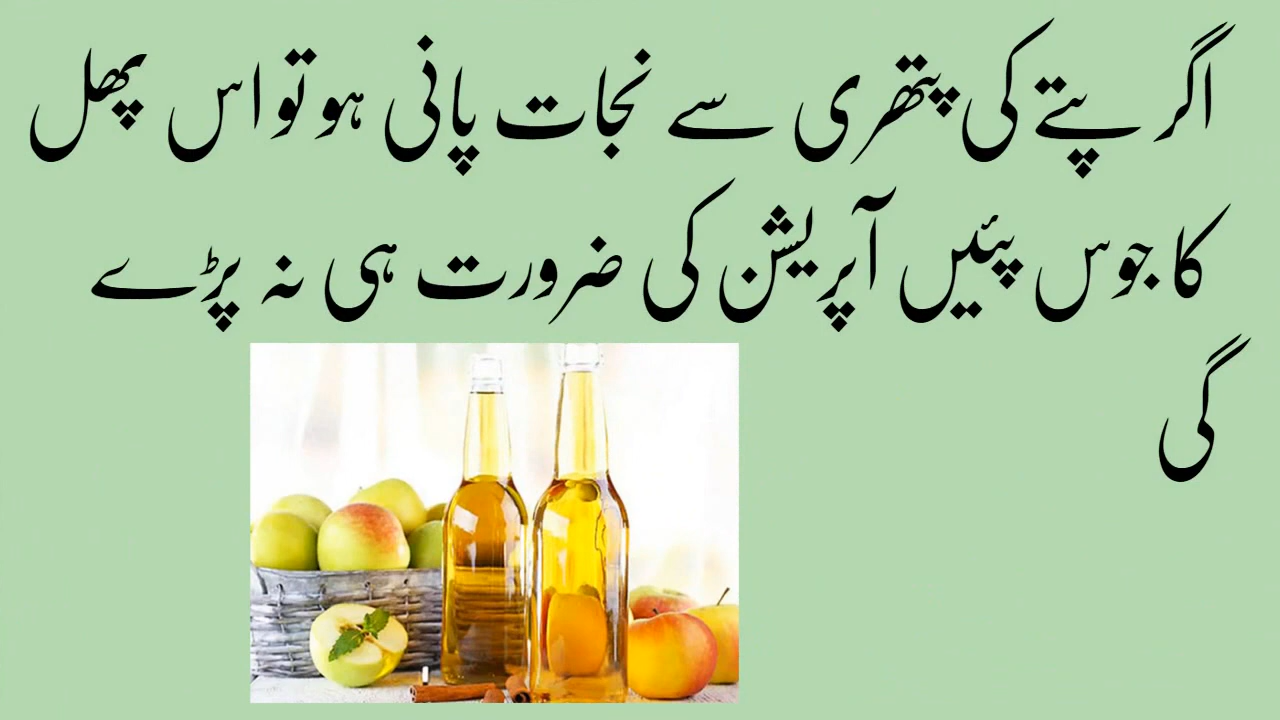 اگر پتے کی پتھری سے نجات پانی ہو تو اس پھل
کا جوس پئیں آپریشن کی ضرورت ہی نہ پڑے
گی